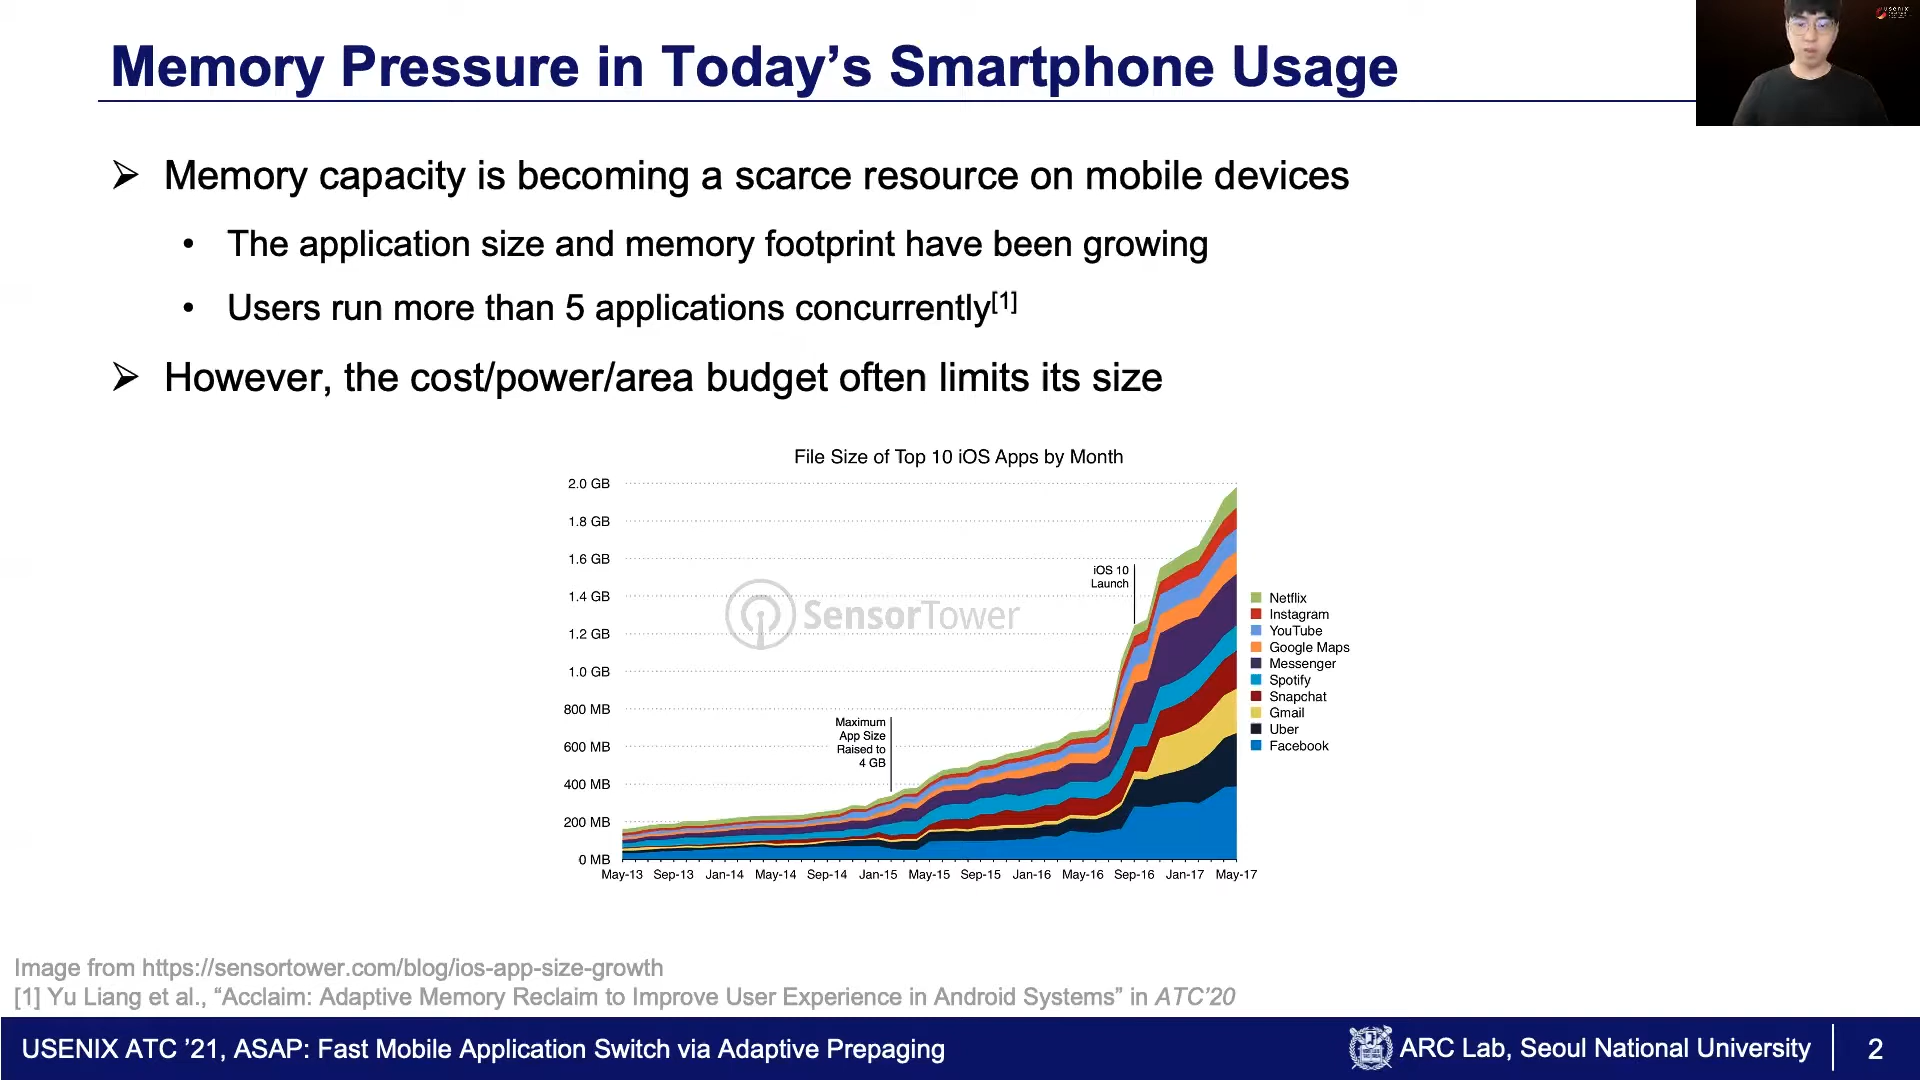 Memory Pressure in Today’s Smartphone Usage
➢ Memory capacity is becoming a scarce resource on mobile devices
• The application size and memory footprint have been growing
• Users run more than 5 applications concurrently[1]
➢ However, the cost/power/area budget often limits its size
File Size of Top 10 iOS Apps by Month
2.0 GB
1.8 GB
1.6 GB
1.4 GB
1.2 GB
1.0 GB
800 MB
600 MB
400 MB
200 MB
0 MB
SensorTower
iOS 10
Launch
Maximum
App Size
Raised to
4 GB
May-13 Sep-13 Jan-14 May-14 Sep-14 Jan-15 May-15 Sep-15 Jan-16 May-16 Sep-16 Jan-17 May-17
Netflix
Instagram
YouTube
Google Maps
Messenger
Spotify
Snapchat
Gmail
Uber
Facebook
Image from https://sensortower.com/blog/ios-app-size-growth
[1] Yu Liang et al., “Acclaim: Adaptive Memory Reclaim to Improve User Experience in Android Systems” in ATC’20
USENIX ATC ’21, ASAP: Fast Mobile Application Switch via Adaptive Prepaging
ARC Lab, Seoul National University
2